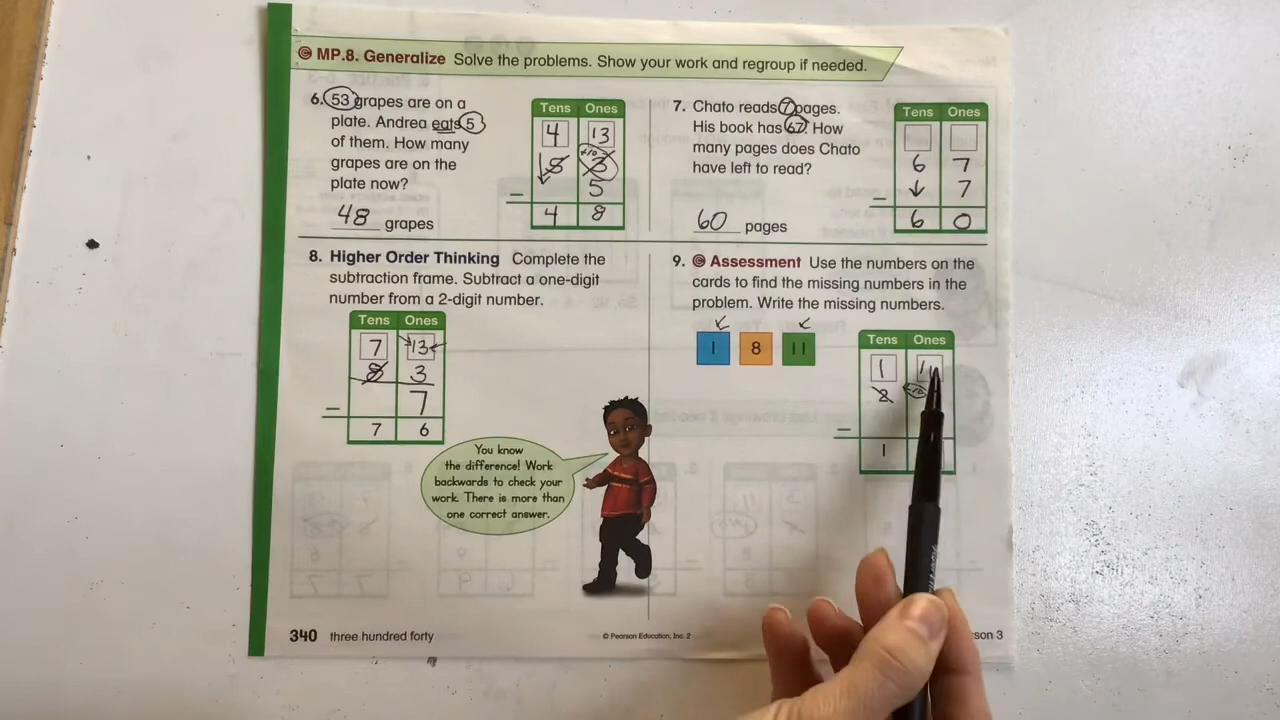 MP.8. Generalize Solve the problems. Show your work and regroup if needed.
6. 53 grapes are on a
plate. Andrea eats 5
of them. How many
grapes are on the
plate now?
48 grapes
Tens Ones
4 13
+10
5 3
- 5
4 8
7. Chato reads 7 pages.
His book has 67. How
many pages does Chato
have left to read?
60 pages
Tens Ones
6 7
- 7
6 0
8. Higher Order Thinking Complete the
subtraction frame. Subtract a one-digit
number from a 2-digit number.
Tens Ones
7 13
8 3
- 7
7 6
You know
the difference! Work
backwards to check your
work. There is more than
one correct answer.
9. Assessment Use the numbers on the
cards to find the missing numbers in the
problem. Write the missing numbers.
1 8 11
Tens Ones
1 11
2 +10
-
1
340 three hundred forty
© Pearson Education, Inc. 2
son 3